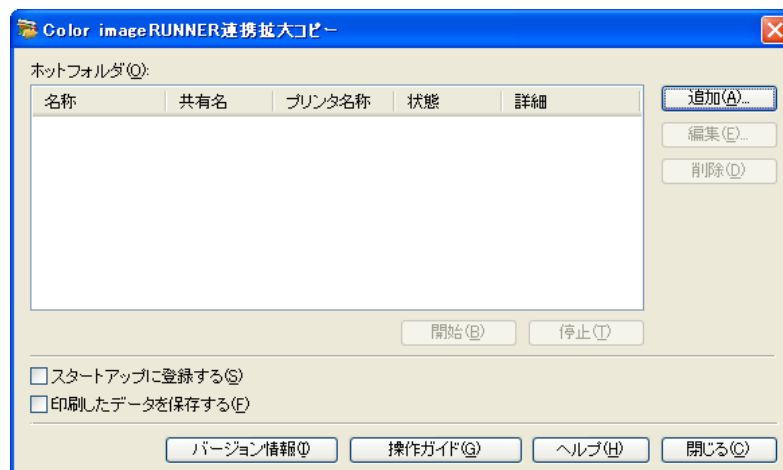 Color imageRUNNER連携拡大コピー
ホットフォルダ(O):
名称 共有名 プリンタ名称 状態 詳細
追加(A)...
編集(E)...
削除(D)
開始(B) 停止(T)
スタートアップに登録する(S)
印刷したデータを保存する(F)
バージョン情報(I) 操作ガイド(G) ヘルプ(H) 閉じる(C)